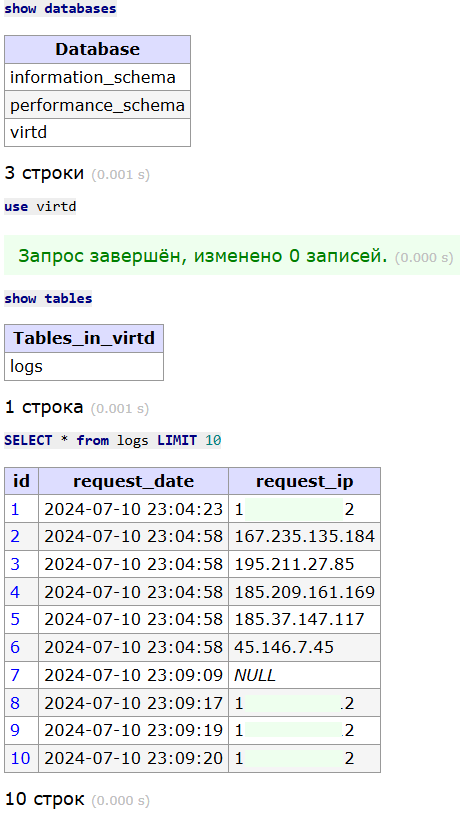 show databases
Database
information_schema
performance_schema
virtd
3 строки (0.001 s)
use virtd
Запрос завершён, изменено 0 записей. (0.000 s)
show tables
Tables_in_virtd
logs
1 строка (0.001 s)
SELECT * from logs LIMIT 10
id request_date request_ip
1 2024-07-10 23:04:23 1 2
2 2024-07-10 23:04:58 167.235.135.184
3 2024-07-10 23:04:58 195.211.27.85
4 2024-07-10 23:04:58 185.209.161.169
5 2024-07-10 23:04:58 185.37.147.117
6 2024-07-10 23:04:58 45.146.7.45
7 2024-07-10 23:09:09 NULL
8 2024-07-10 23:09:17 1 .2
9 2024-07-10 23:09:19 1 .2
10 2024-07-10 23:09:20 1 2
10 строк (0.000 s)